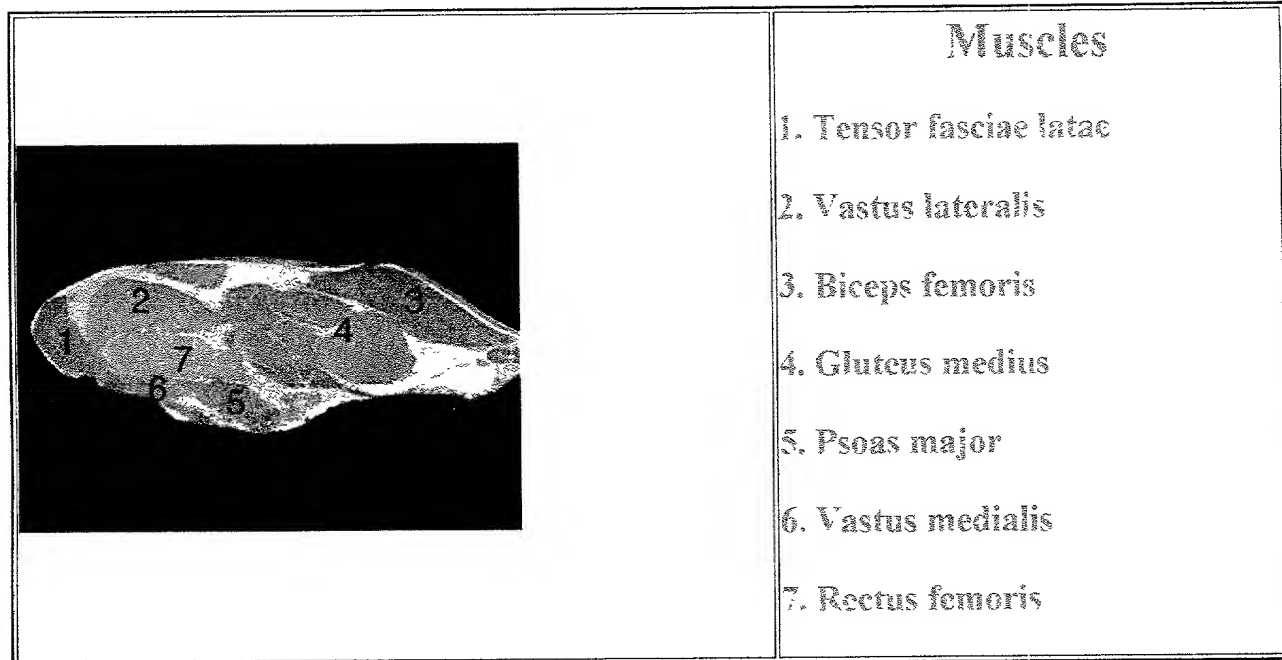 Muscles
1. Tensor fasciae latae
2. Vastus lateralis
3. Biceps femoris
4. Gluteus medius
5. Psoas major
6. Vastus medialis
7. Rectus femoris
2
3
4
1
7
6
5